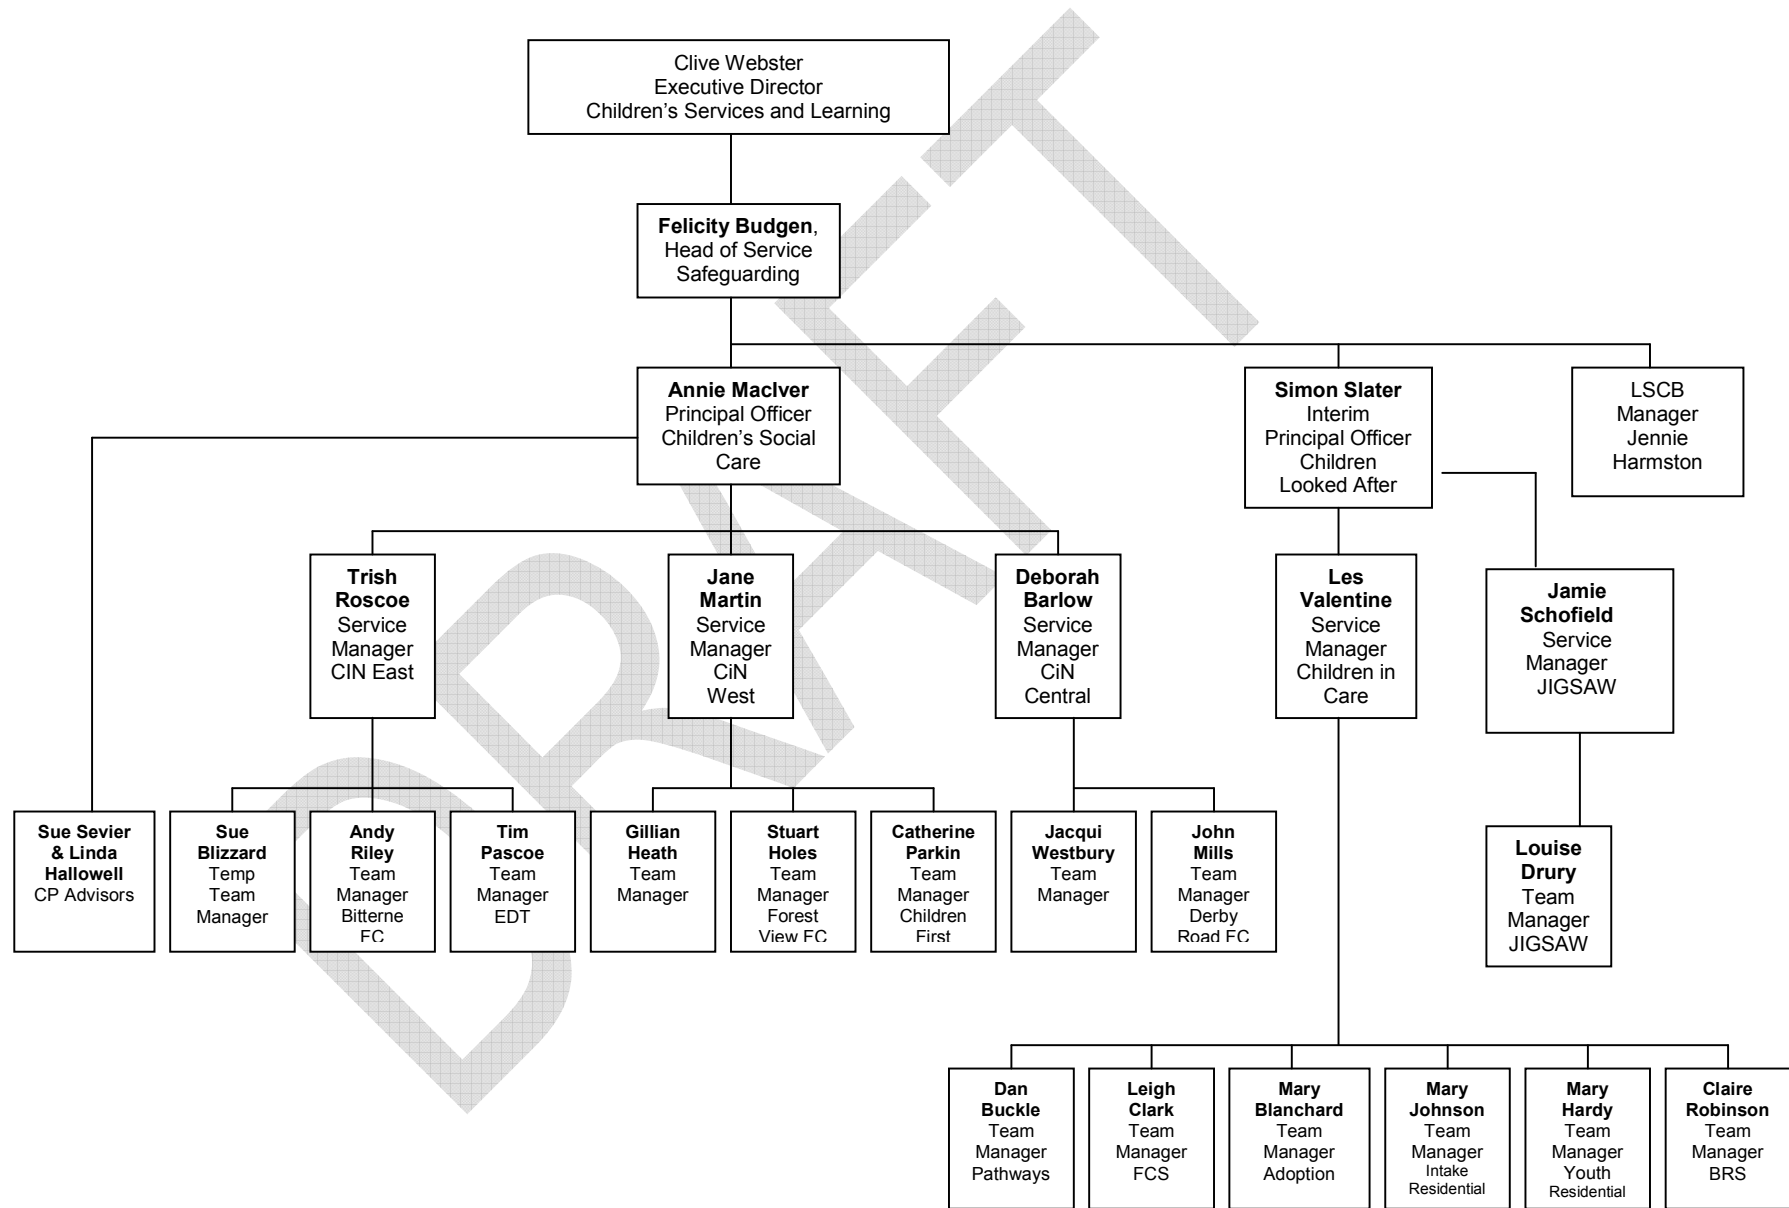 DRAFT
Clive Webster
Executive Director
Children's Services and Learning
Felicity Budgen,
Head of Service
Safeguarding
Annie MacIver
Principal Officer
Children's Social
Care
Simon Slater
Interim
Principal Officer
Children
Looked After
LSCB
Manager
Jennie
Harmston
Trish
Roscoe
Service
Manager
CIN East
Jane
Martin
Service
Manager
CiN
West
Deborah
Barlow
Service
Manager
CiN
Central
Les
Valentine
Service
Manager
Children in
Care
Jamie
Schofield
Service
Manager
JIGSAW
Sue Sevier
& Linda
Hallowell
CP Advisors
Sue
Blizzard
Temp
Team
Manager
Andy
Riley
Team
Manager
Bitterne
FC
Tim
Pascoe
Team
Manager
EDT
Gillian
Heath
Team
Manager
Stuart
Holes
Team
Manager
Forest
View FC
Catherine
Parkin
Team
Manager
Children
First
Jacqui
Westbury
Team
Manager
John
Mills
Team
Manager
Derby
Road FC
Louise
Drury
Team
Manager
JIGSAW
Dan
Buckle
Team
Manager
Pathways
Leigh
Clark
Team
Manager
FCS
Mary
Blanchard
Team
Manager
Adoption
Mary
Johnson
Team
Manager
Intake
Residential
Mary
Hardy
Team
Manager
Youth
Residential
Claire
Robinson
Team
Manager
BRS